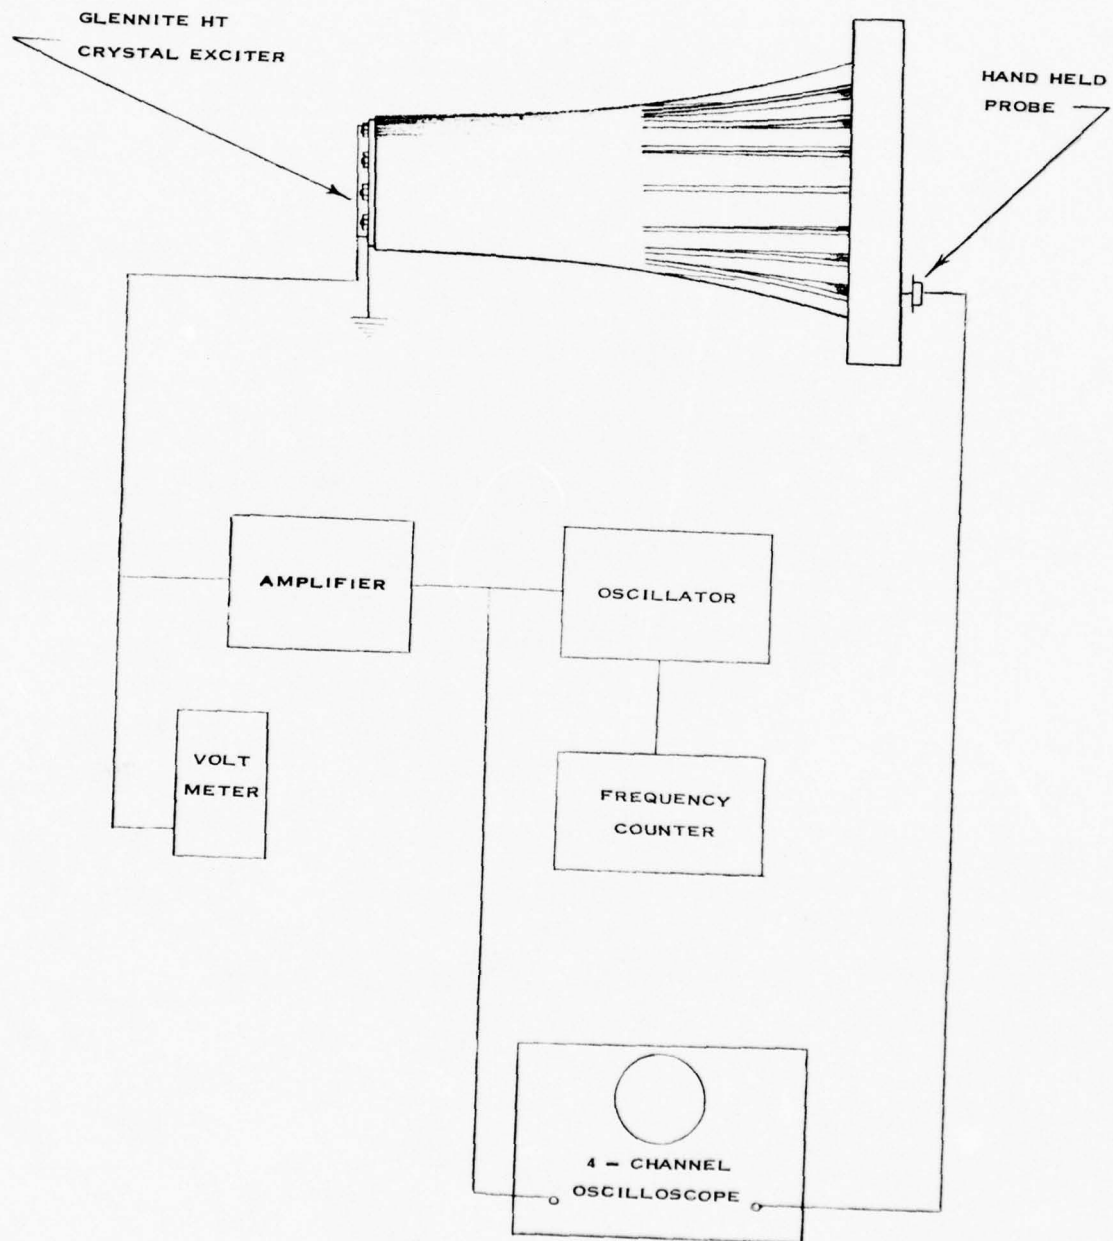 GLENNITE HT
CRYSTAL EXCITER
HAND HELD
PROBE
AMPLIFIER
OSCILLATOR
VOLT
METER
FREQUENCY
COUNTER
4 – CHANNEL
OSCILLOSCOPE